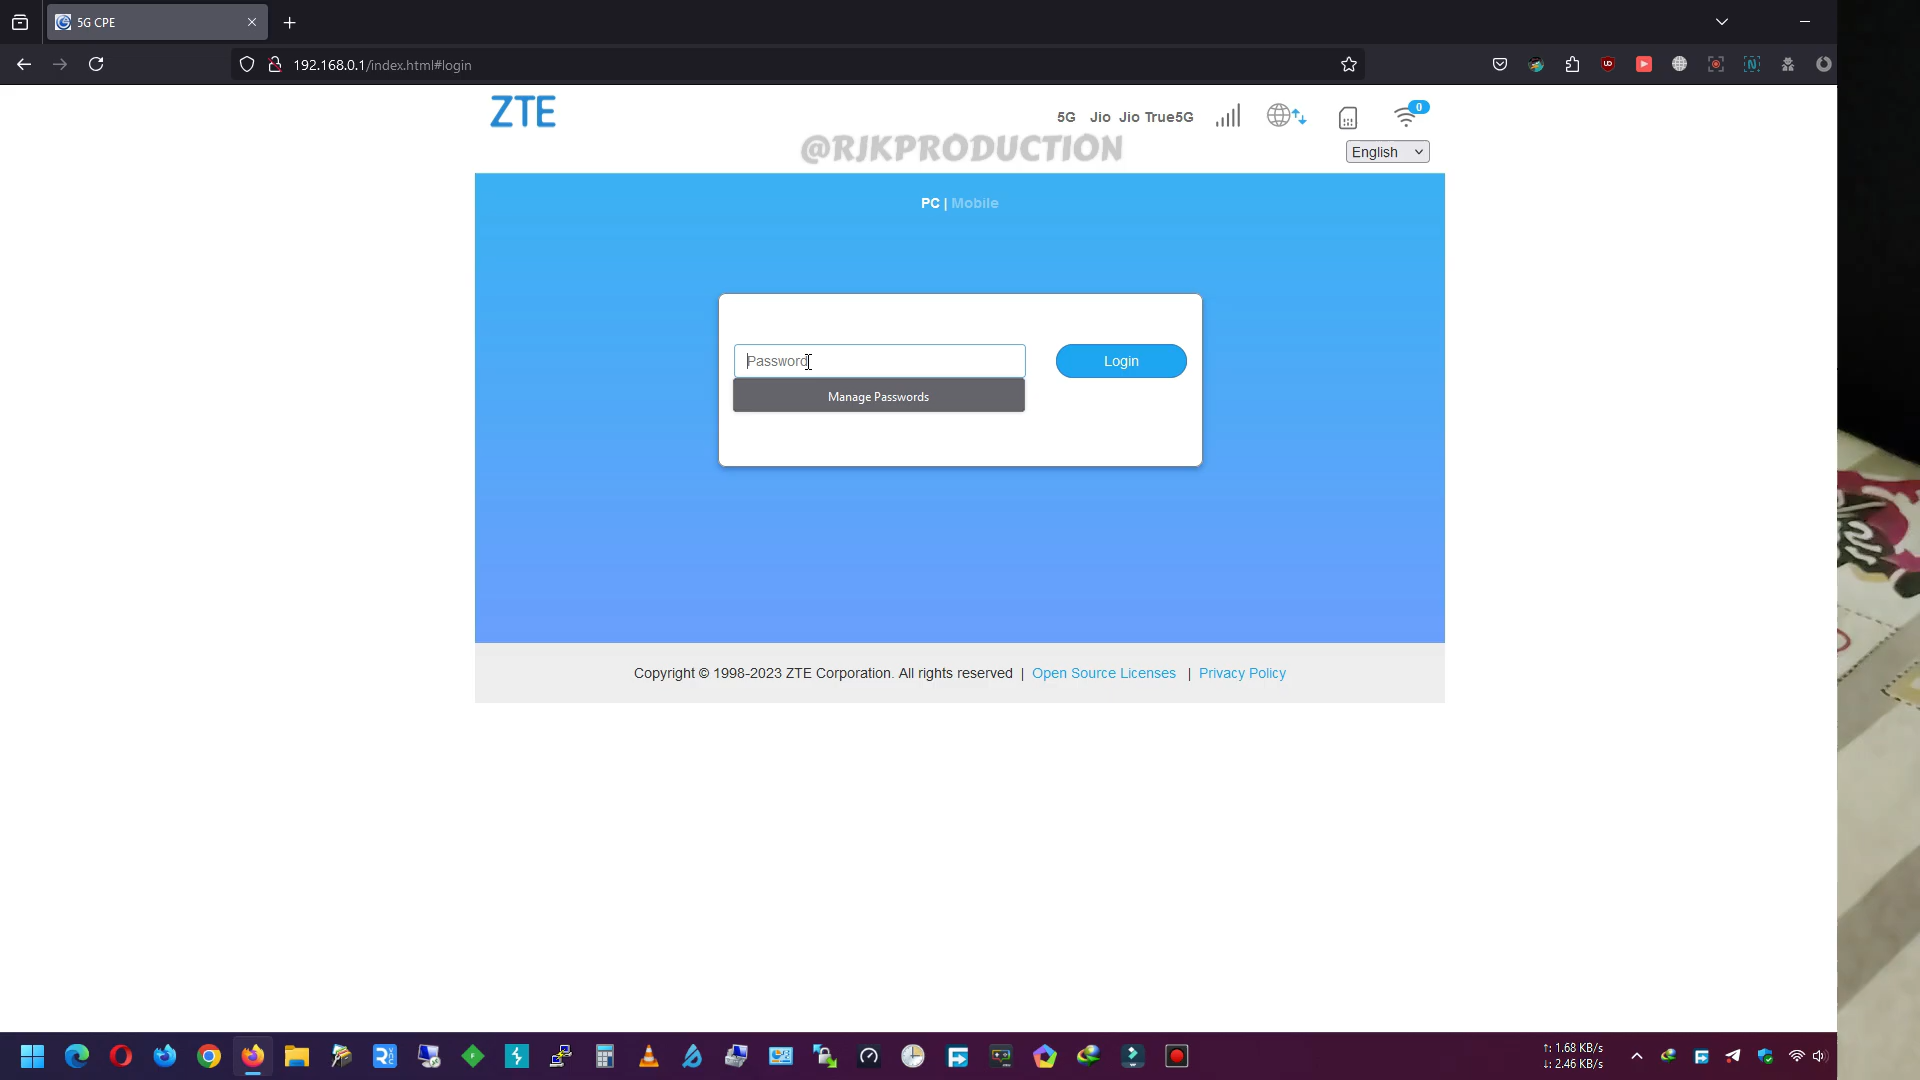 5G CPE
192.168.0.1/index.html#login
ZTE
5G Jio Jio True5G
0
@RJKPRODUCTION
English
PC | Mobile
Password
Login
Manage Passwords
Copyright © 1998-2023 ZTE Corporation. All rights reserved | Open Source Licenses | Privacy Policy
↑: 1.68 KB/s
↓: 2.46 KB/s